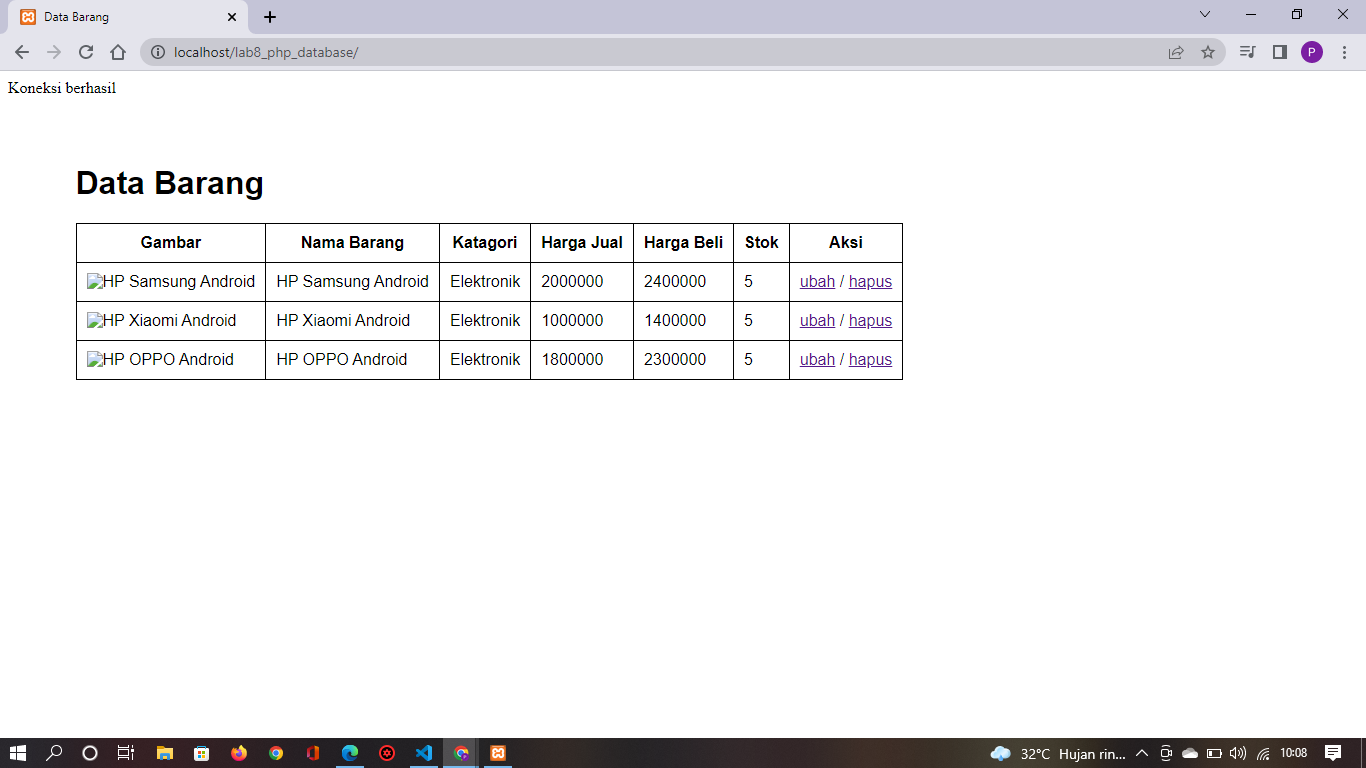 Data Barang
localhost/lab8_php_database/
P
Koneksi berhasil
Data Barang
Gambar Nama Barang Katagori Harga Jual Harga Beli Stok Aksi
HP Samsung Android HP Samsung Android Elektronik 2000000 2400000 5 ubah / hapus
HP Xiaomi Android HP Xiaomi Android Elektronik 1000000 1400000 5 ubah / hapus
HP OPPO Android HP OPPO Android Elektronik 1800000 2300000 5 ubah / hapus
32°C Hujan rin... 10:08